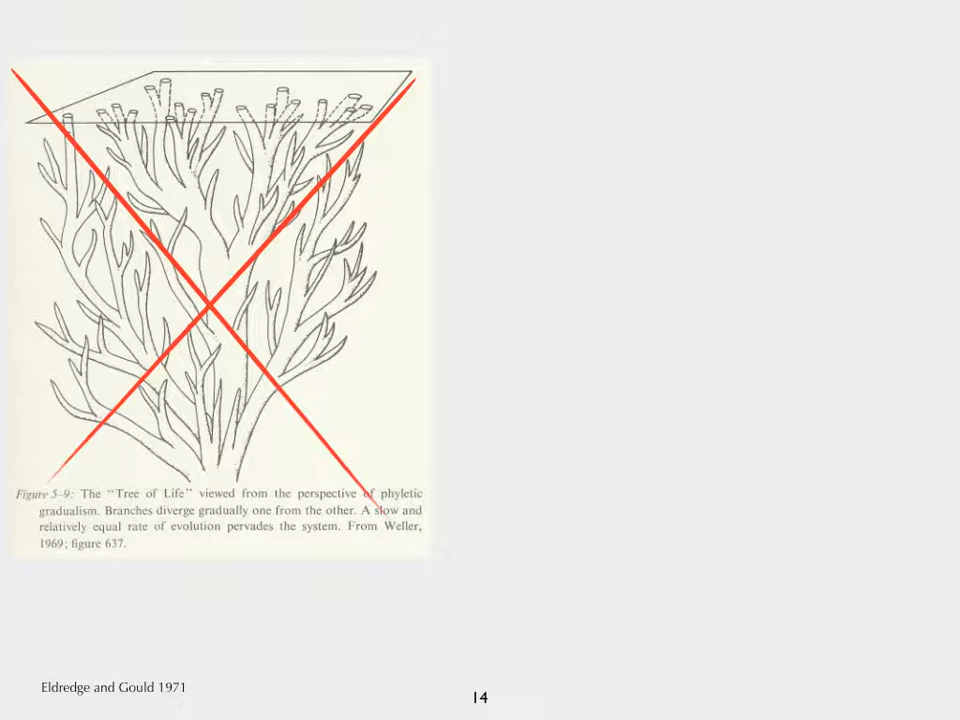 Figure 5-9: The "Tree of Life" viewed from the perspective of phyletic
gradualism. Branches diverge gradually one from the other. A slow and
relatively equal rate of evolution pervades the system. From Weller,
1969; figure 637.
Eldredge and Gould 1971
14